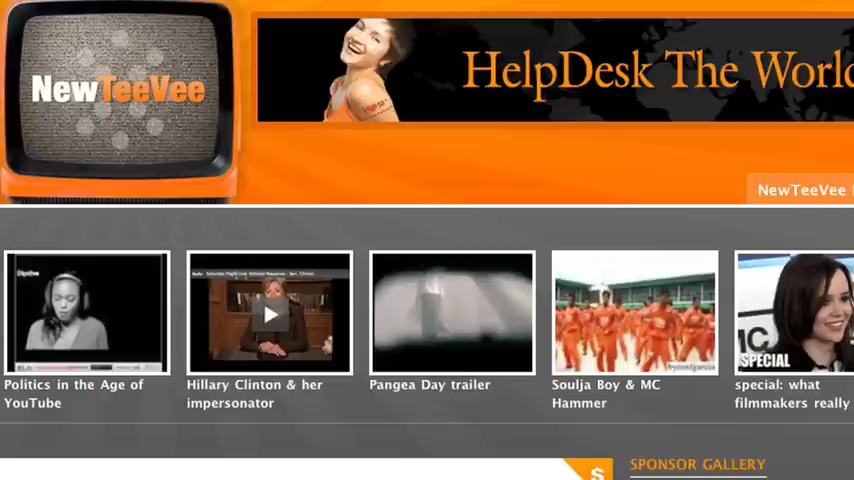 NewTeeVee
HelpDesk The World
NewTeeVee
Politics in the Age of
YouTube
Hillary Clinton & her
impersonator
Pangea Day trailer
Soulja Boy & MC
Hammer
SPECIAL
special: what
filmmakers really
$
SPONSOR GALLERY